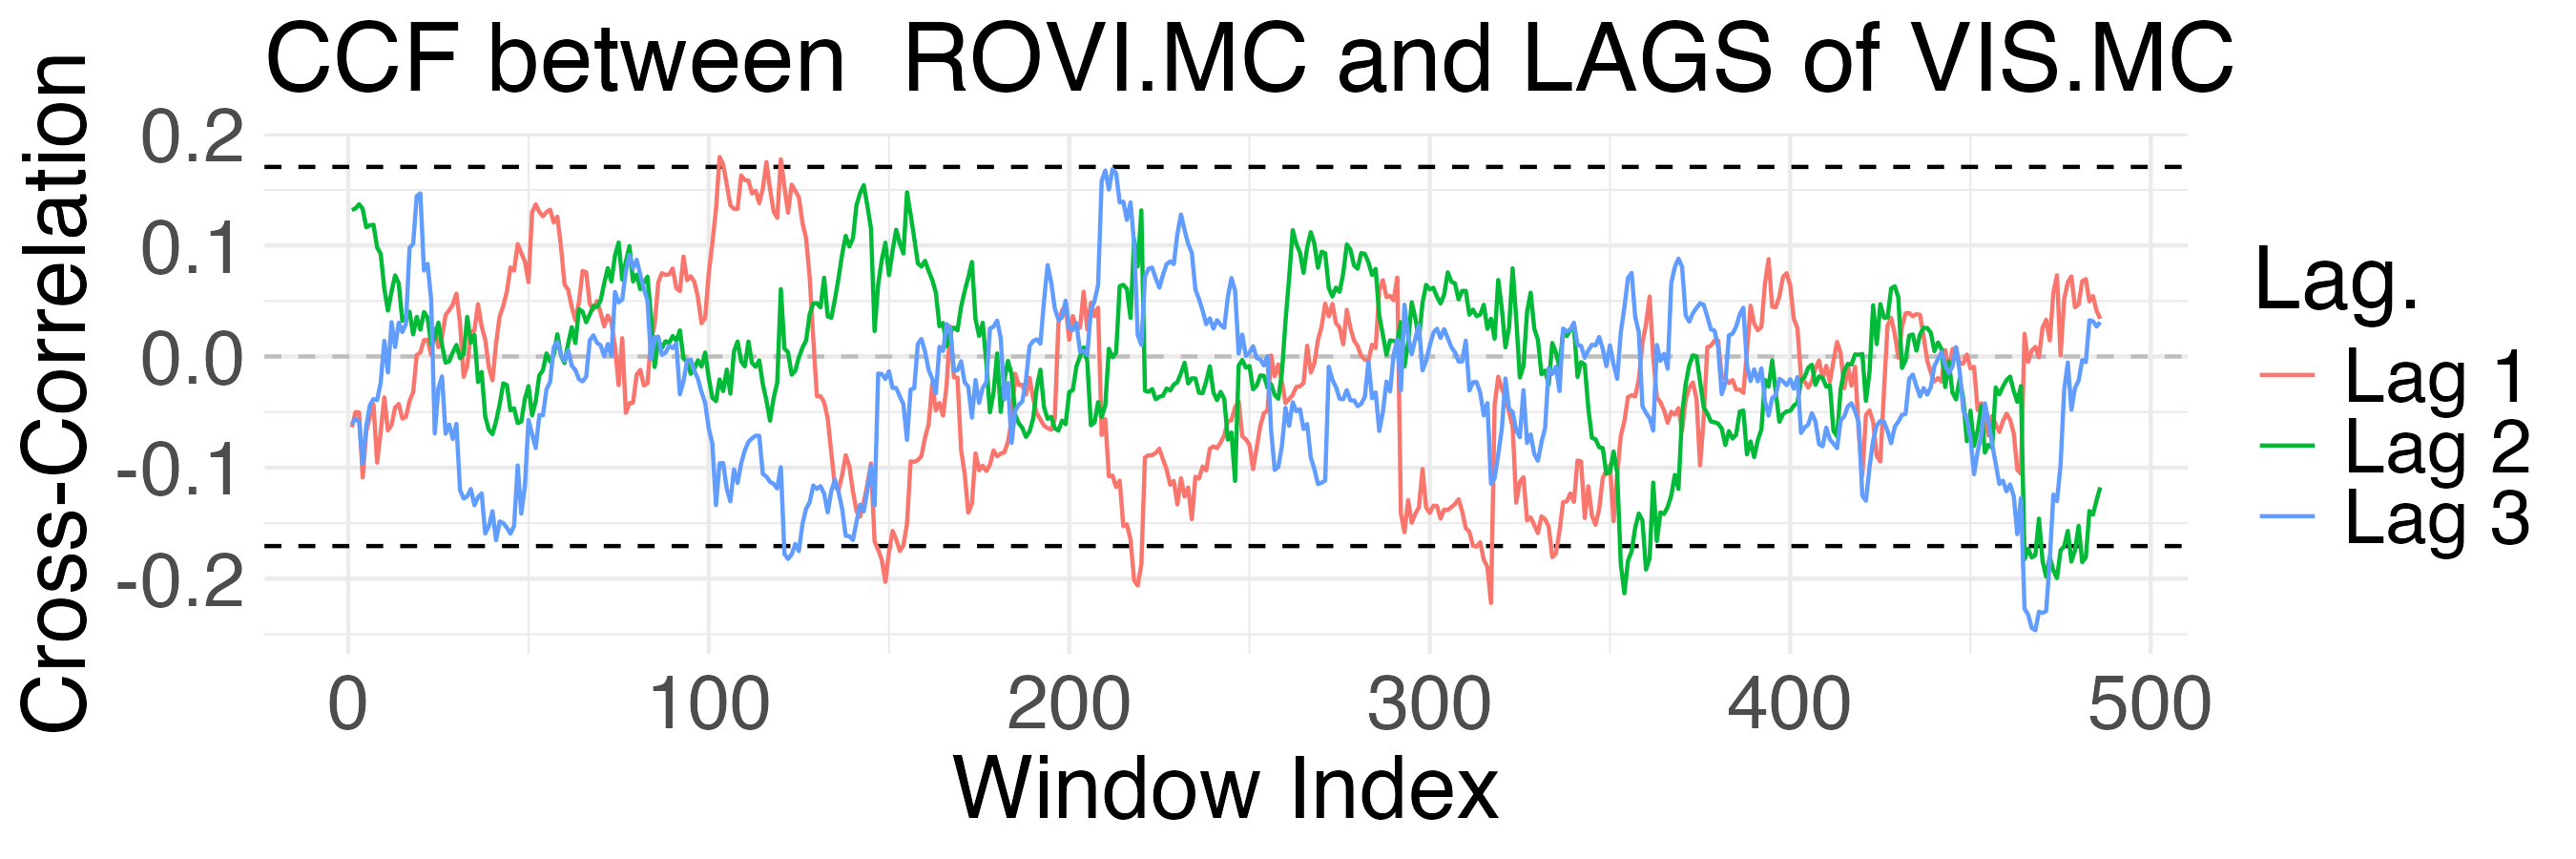 CCF between  ROVI.MC and LAGS of VIS.MC
Cross-Correlation
0.2
0.1
0.0
-0.1
-0.2
0 100 200 300 400 500
Window Index
Lag.
Lag 1
Lag 2
Lag 3